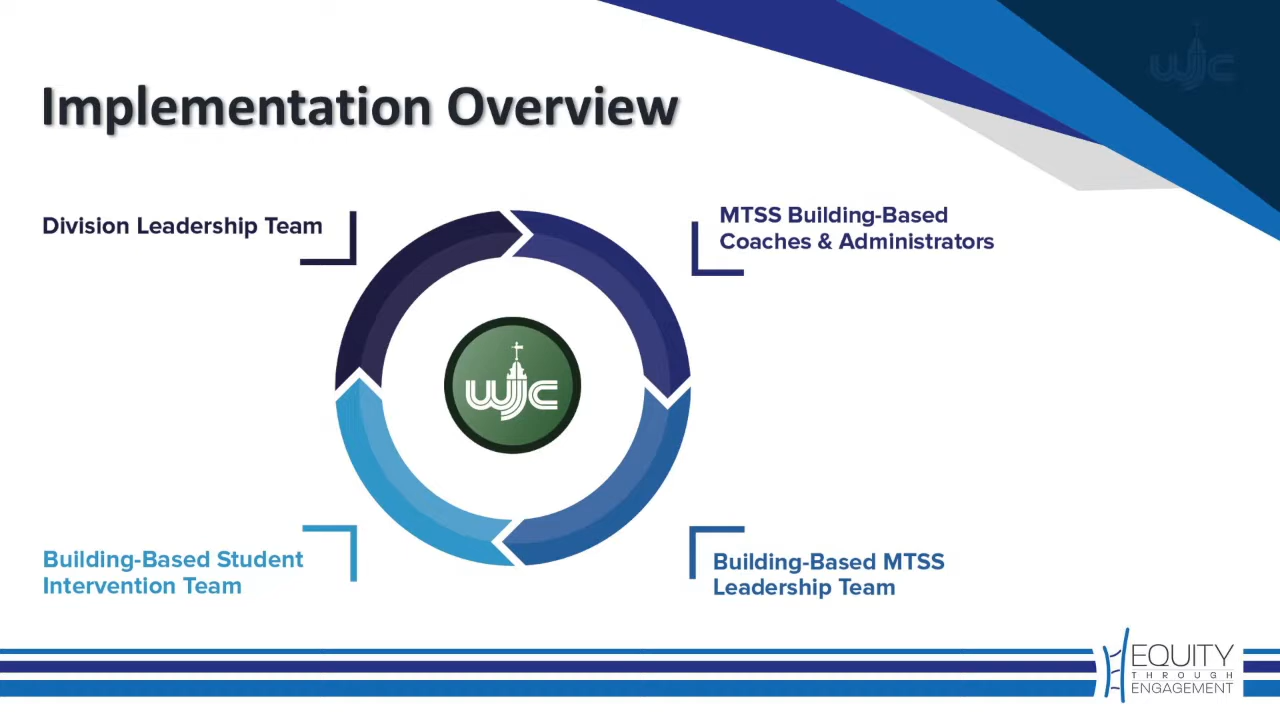 WJC
Implementation Overview
Division Leadership Team
MTSS Building-Based
Coaches & Administrators
WJC
Building-Based Student
Intervention Team
Building-Based MTSS
Leadership Team
EQUITY
THROUGH
ENGAGEMENT